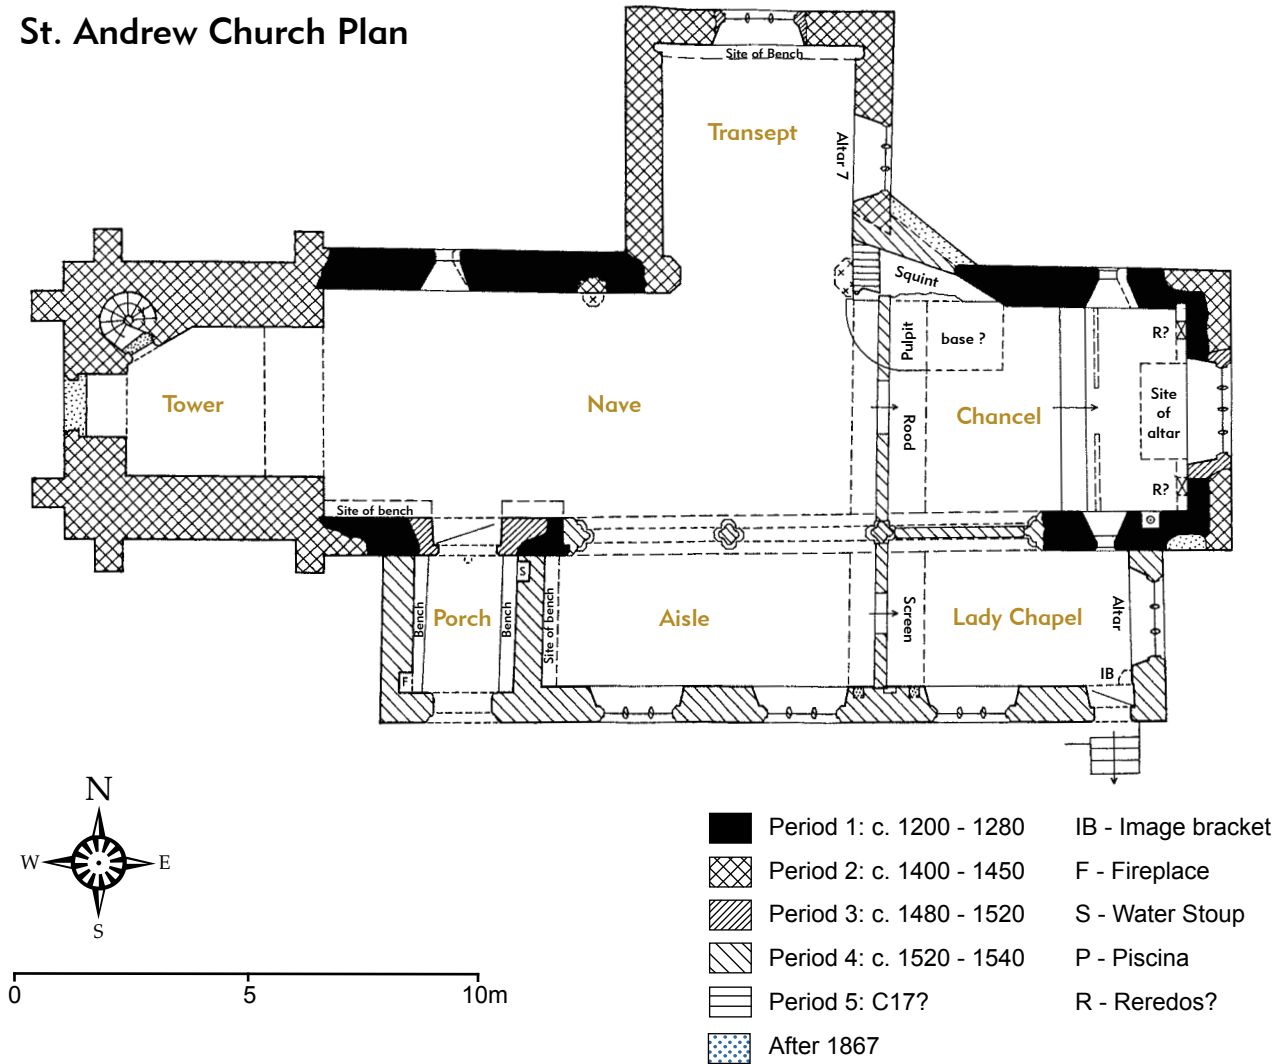 St. Andrew Church Plan
Site of Bench
Transept
Altar 7
Squint
Pulpit
base ?
R?
Tower
Nave
Rood
Chancel
Site
of
altar
R?
Site of bench
S
Bench
Porch
Bench
Site of bench
Aisle
Screen
Lady Chapel
Altar
IB
F
N
W
E
S
0
5
10m
Period 1: c. 1200 - 1280
IB - Image bracket
Period 2: c. 1400 - 1450
F - Fireplace
Period 3: c. 1480 - 1520
S - Water Stoup
Period 4: c. 1520 - 1540
P - Piscina
Period 5: C17?
R - Reredos?
After 1867